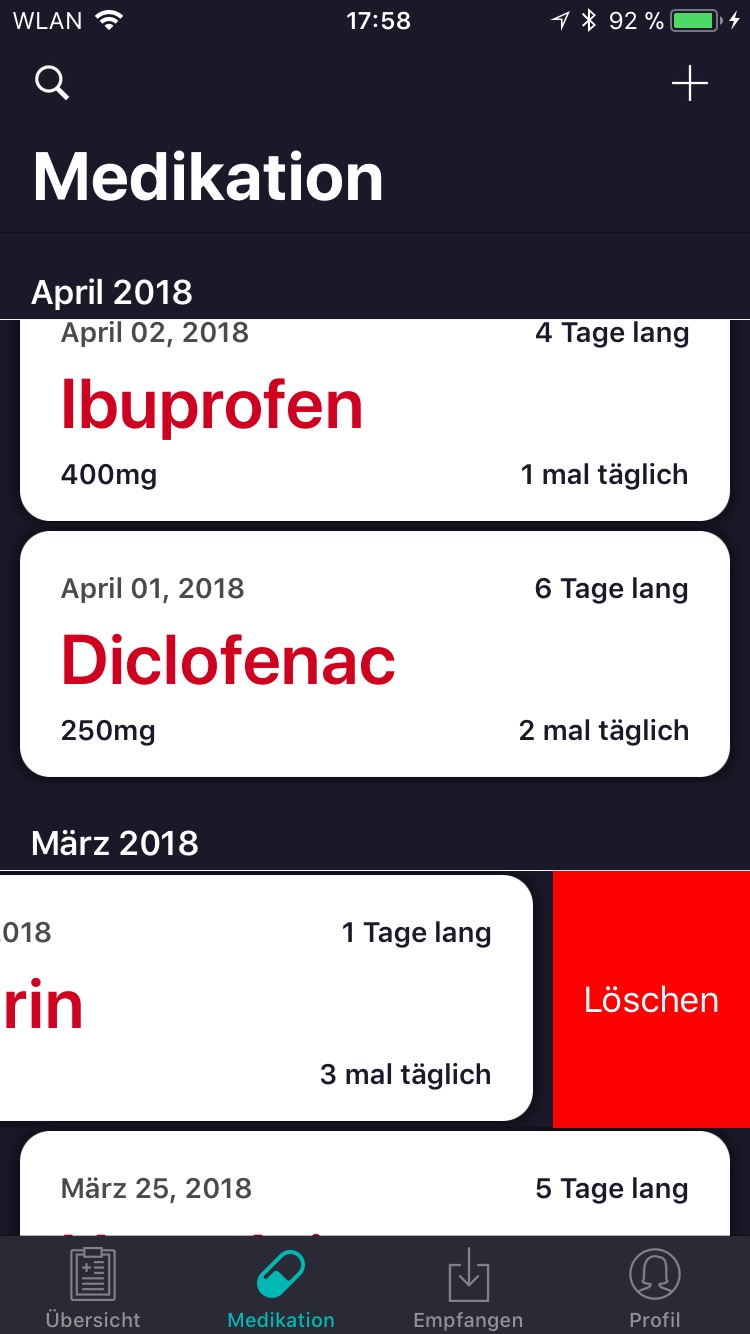 WLAN 17:58 92 %
Medikation
April 2018
April 02, 2018 4 Tage lang
Ibuprofen
400mg 1 mal täglich
April 01, 2018 6 Tage lang
Diclofenac
250mg 2 mal täglich
März 2018
018 1 Tage lang
rin
3 mal täglich
Löschen
März 25, 2018 5 Tage lang
Übersicht Medikation Empfangen Profil